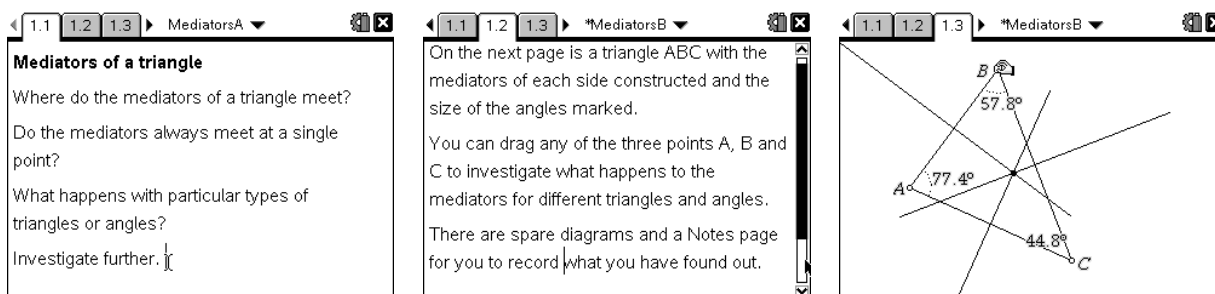 1.1 1.2 1.3 MediatorsA
Mediators of a triangle
Where do the mediators of a triangle meet?
Do the mediators always meet at a single
point?
What happens with particular types of
triangles or angles?
Investigate further.
1.1 1.2 1.3 *MediatorsB
On the next page is a triangle ABC with the
mediators of each side constructed and the
size of the angles marked.
You can drag any of the three points A, B and
C to investigate what happens to the
mediators for different triangles and angles.
There are spare diagrams and a Notes page
for you to record what you have found out.
1.1 1.2 1.3 *MediatorsB
B
57.8°
A 77.4°
44.8°
C